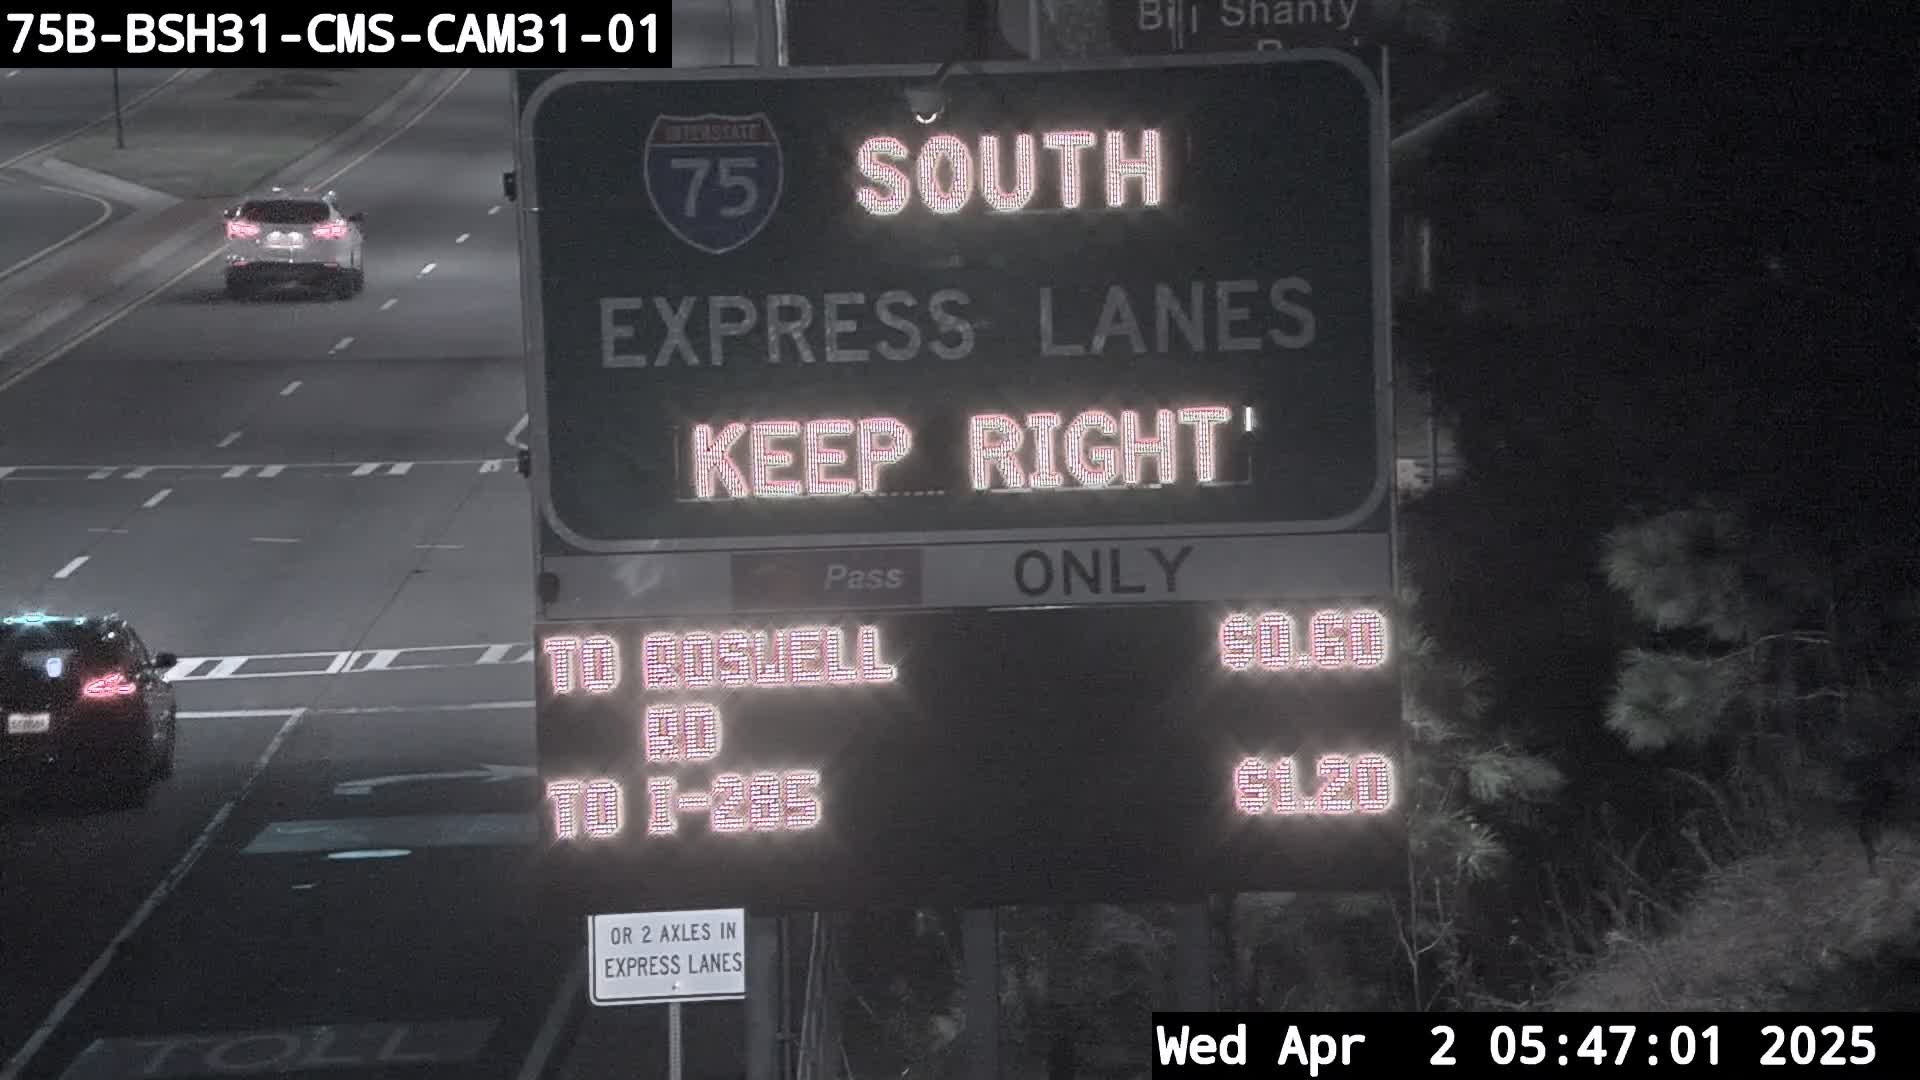 75B-BSH31-CMS-CAM31-01
Bill Shanty
INTERSTATE
75
SOUTH
EXPRESS LANES
KEEP RIGHT
Pass
ONLY
TO ROSWELL $0.60
RD
TO I-285 $1.20
OR 2 AXLES IN
EXPRESS LANES
TOLL
Wed Apr 2 05:47:01 2025